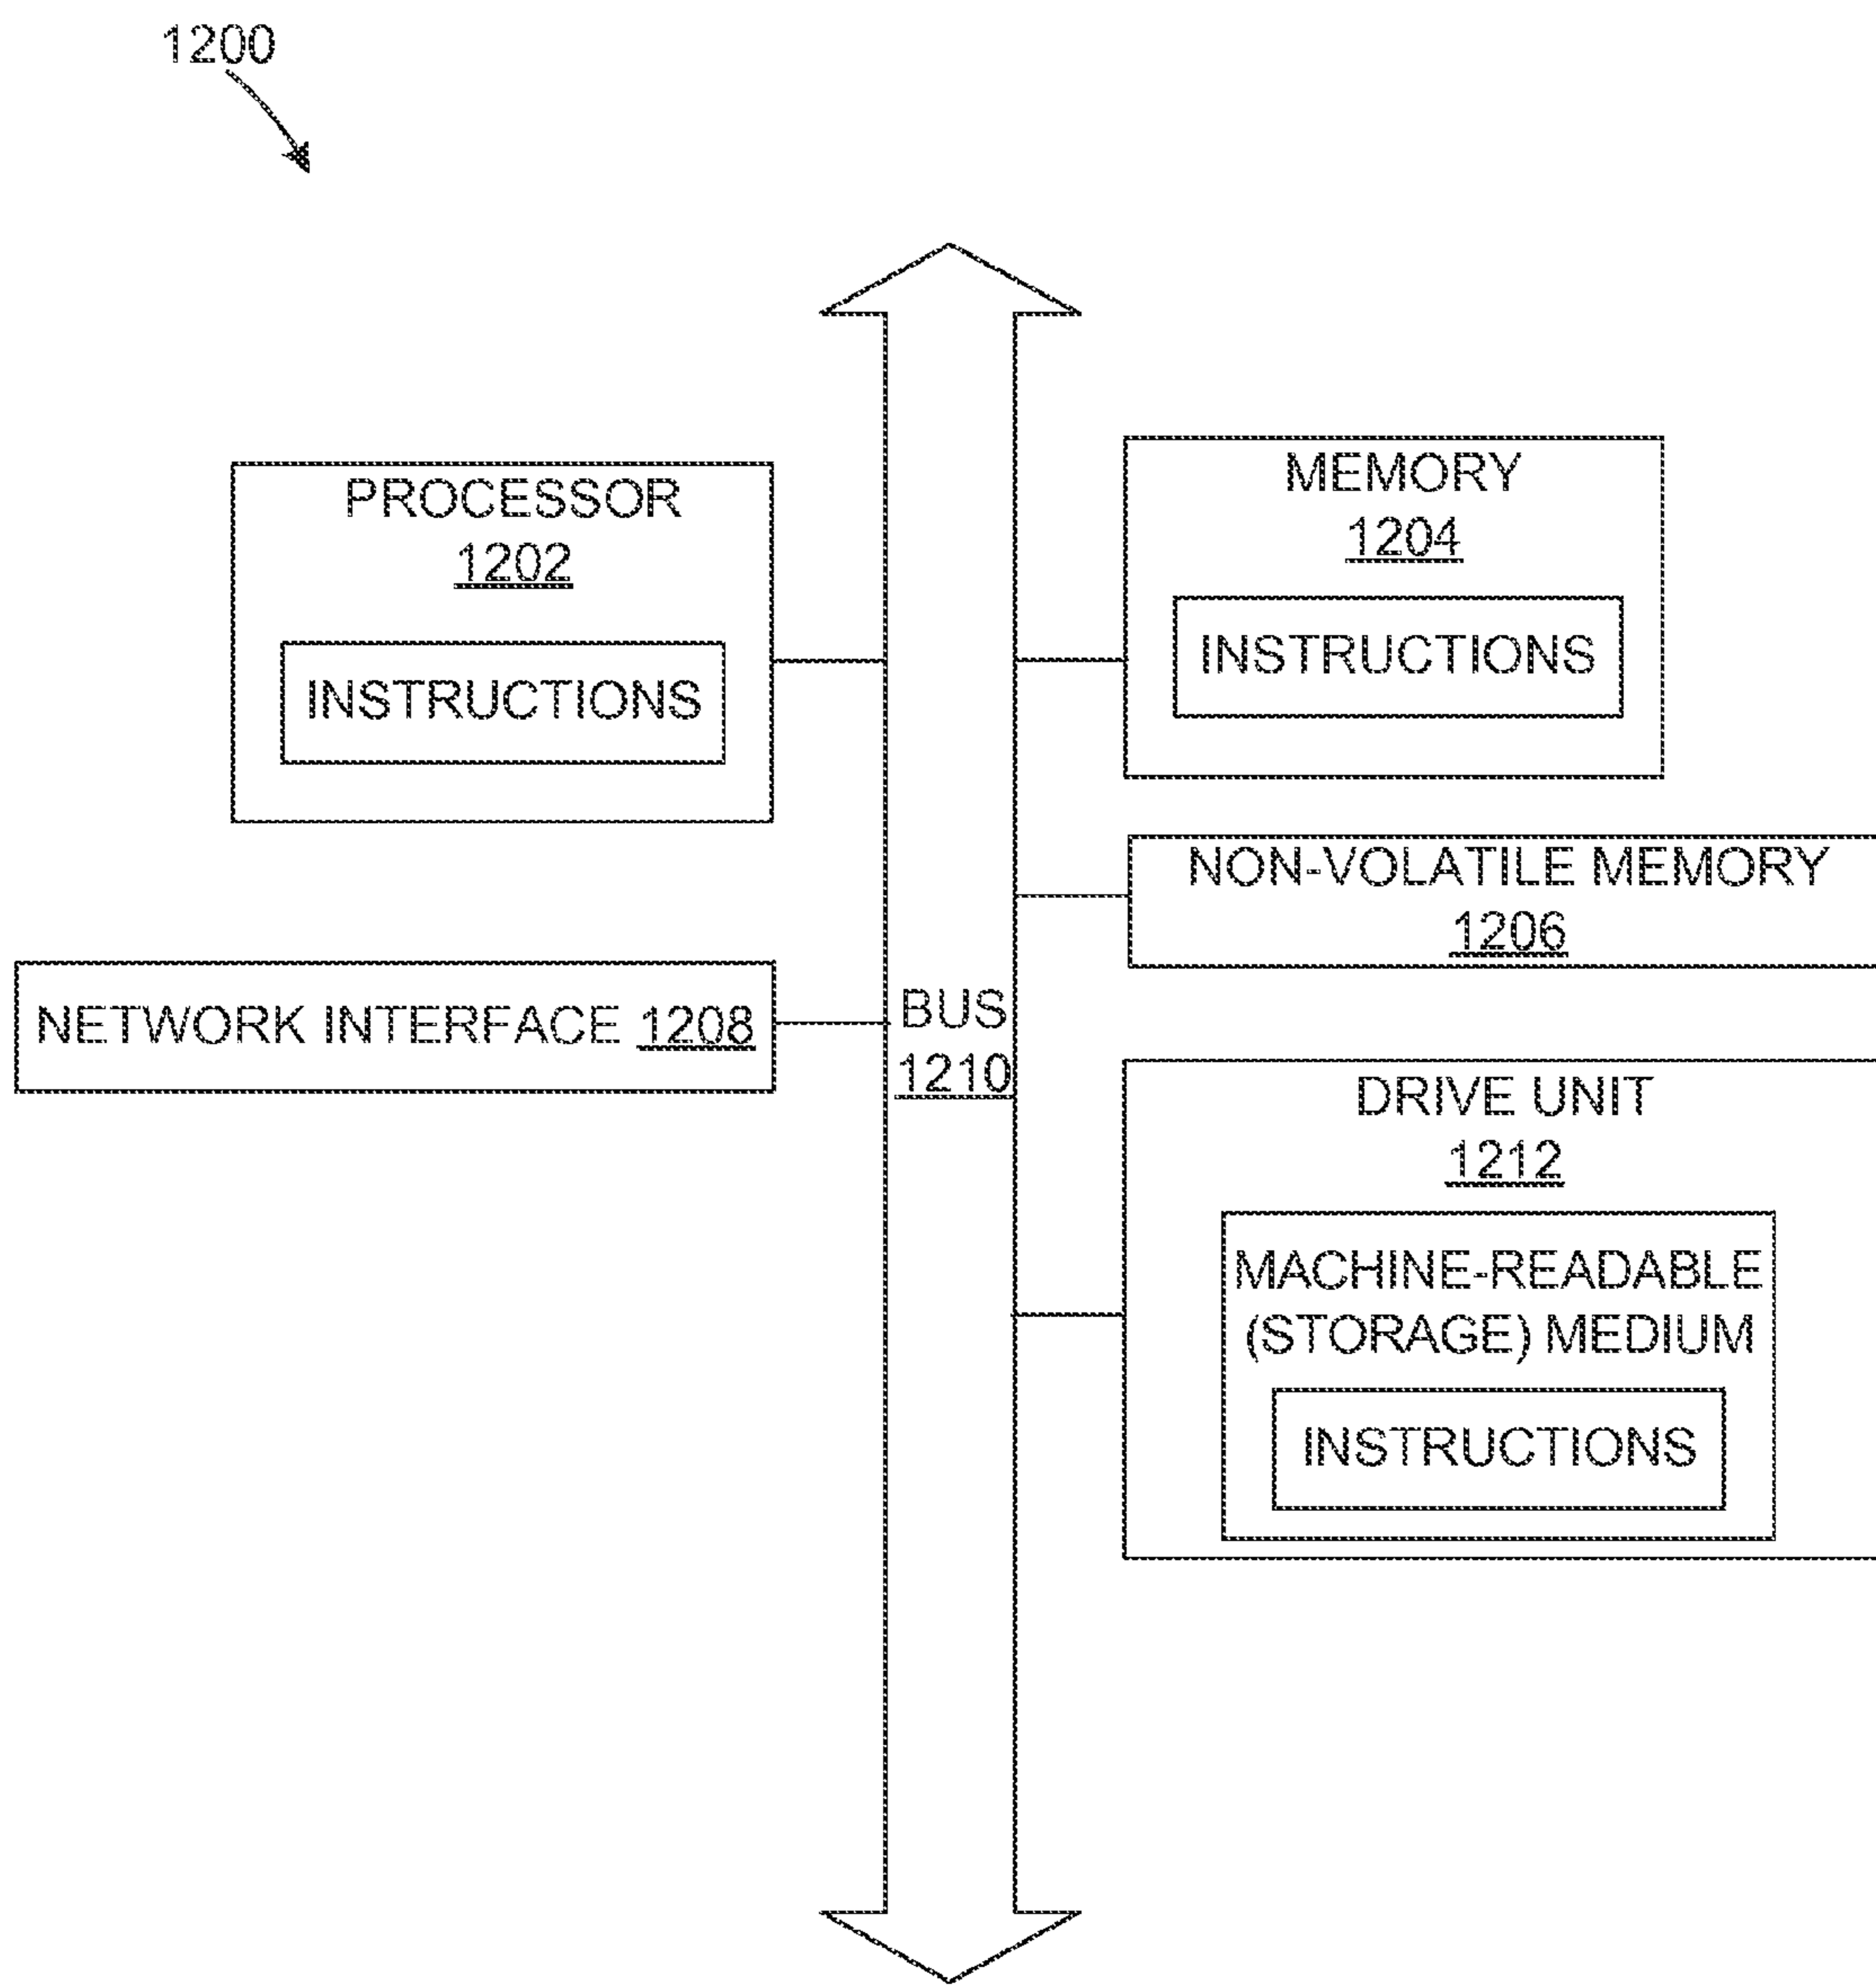 1200
PROCESSOR
1202
INSTRUCTIONS
MEMORY
1204
INSTRUCTIONS
NON-VOLATILE MEMORY
1206
NETWORK INTERFACE 1208
BUS
1210
DRIVE UNIT
1212
MACHINE-READABLE
(STORAGE) MEDIUM
INSTRUCTIONS